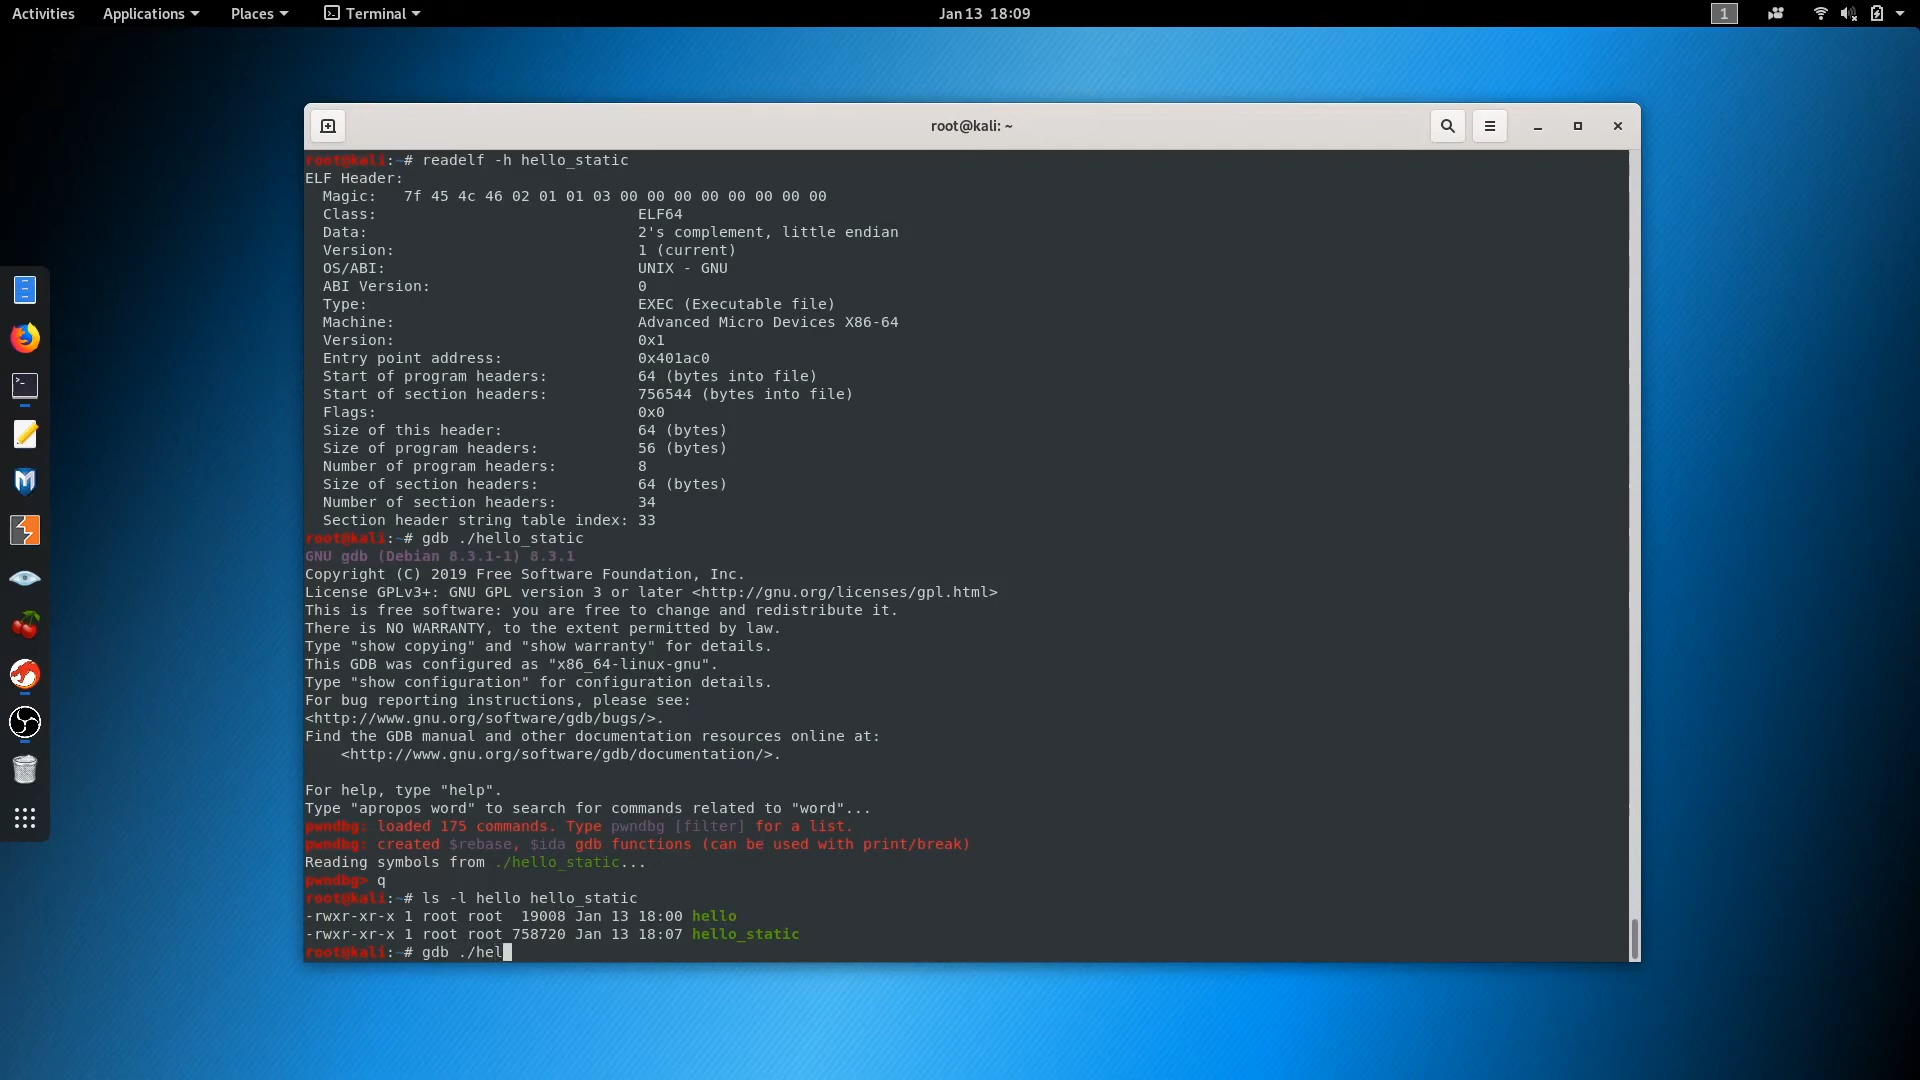 Activities Applications Places Terminal Jan 13 18:09 1
root@kali: ~
root@kali:~# readelf -h hello_static
ELF Header:
Magic: 7f 45 4c 46 02 01 01 03 00 00 00 00 00 00 00 00
Class: ELF64
Data: 2's complement, little endian
Version: 1 (current)
OS/ABI: UNIX - GNU
ABI Version: 0
Type: EXEC (Executable file)
Machine: Advanced Micro Devices X86-64
Version: 0x1
Entry point address: 0x401ac0
Start of program headers: 64 (bytes into file)
Start of section headers: 756544 (bytes into file)
Flags: 0x0
Size of this header: 64 (bytes)
Size of program headers: 56 (bytes)
Number of program headers: 8
Size of section headers: 64 (bytes)
Number of section headers: 34
Section header string table index: 33
root@kali:~# gdb ./hello_static
GNU gdb (Debian 8.3.1-1) 8.3.1
Copyright (C) 2019 Free Software Foundation, Inc.
License GPLv3+: GNU GPL version 3 or later <http://gnu.org/licenses/gpl.html>
This is free software: you are free to change and redistribute it.
There is NO WARRANTY, to the extent permitted by law.
Type "show copying" and "show warranty" for details.
This GDB was configured as "x86_64-linux-gnu".
Type "show configuration" for configuration details.
For bug reporting instructions, please see:
<http://www.gnu.org/software/gdb/bugs/>.
Find the GDB manual and other documentation resources online at:
<http://www.gnu.org/software/gdb/documentation/>.
For help, type "help".
Type "apropos word" to search for commands related to "word"...
pwndbg: loaded 175 commands. Type pwndbg [filter] for a list.
pwndbg: created $rebase, $ida gdb functions (can be used with print/break)
Reading symbols from ./hello_static...
pwndbg> q
root@kali:~# ls -l hello hello_static
-rwxr-xr-x 1 root root 19008 Jan 13 18:00 hello
-rwxr-xr-x 1 root root 758720 Jan 13 18:07 hello_static
root@kali:~# gdb ./hel